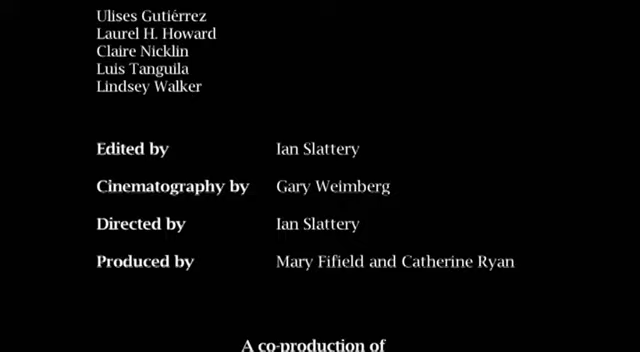 Ulises Gutiérrez
Laurel H. Howard
Claire Nicklin
Luis Tanguila
Lindsey Walker
Edited by Ian Slattery
Cinematography by Gary Weimberg
Directed by Ian Slattery
Produced by Mary Fifield and Catherine Ryan
A co-production of